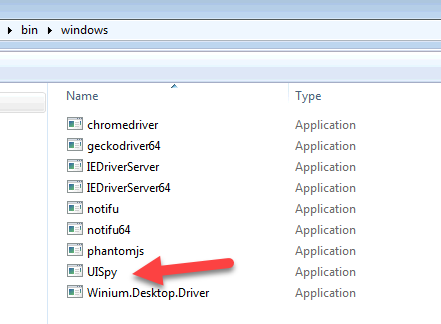 bin windows
Name Type
chromedriver Application
geckodriver64 Application
IEDriverServer Application
IEDriverServer64 Application
notifu Application
notifu64 Application
phantomjs Application
UISpy Application
Winium.Desktop.Driver Application